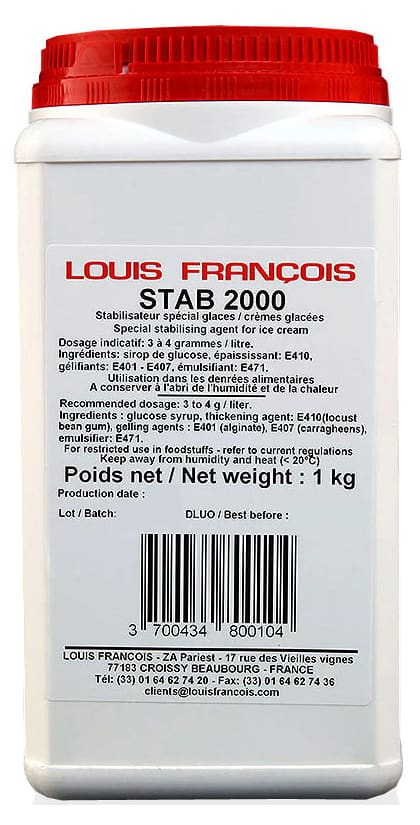 LOUIS FRANÇOIS
STAB 2000
Stabilisateur spécial glaces / crèmes glacées
Special stabilising agent for ice cream
Dosage indicatif: 3 à 4 grammes / litre.
Ingrédients: sirop de glucose, épaississant: E410,
gélifiants: E401 - E407, émulsifiant: E471.
Utilisation dans les denrées alimentaires
A conserver à l'abri de l'humidité et de la chaleur
Recommended dosage: 3 to 4 g / liter.
Ingredients : glucose syrup, thickening agent: E410(locust
bean gum), gelling agents : E401 (alginate), E407 (carragheens),
emulsifier: E471.
For restricted use in foodstuffs - refer to current regulations
Keep away from humidity and heat (< 20°C)
Poids net / Net weight : 1 kg
Production date :
Lot / Batch: DLUO / Best before :
3 700434 800104
LOUIS FRANCOIS - ZA Pariest - 17 rue des Vieilles vignes
77183 CROISSY BEAUBOURG - FRANCE
Tél: (33) 01 64 62 74 20 - Fax: (33) 01 64 62 74 36
clients@louisfrancois.com